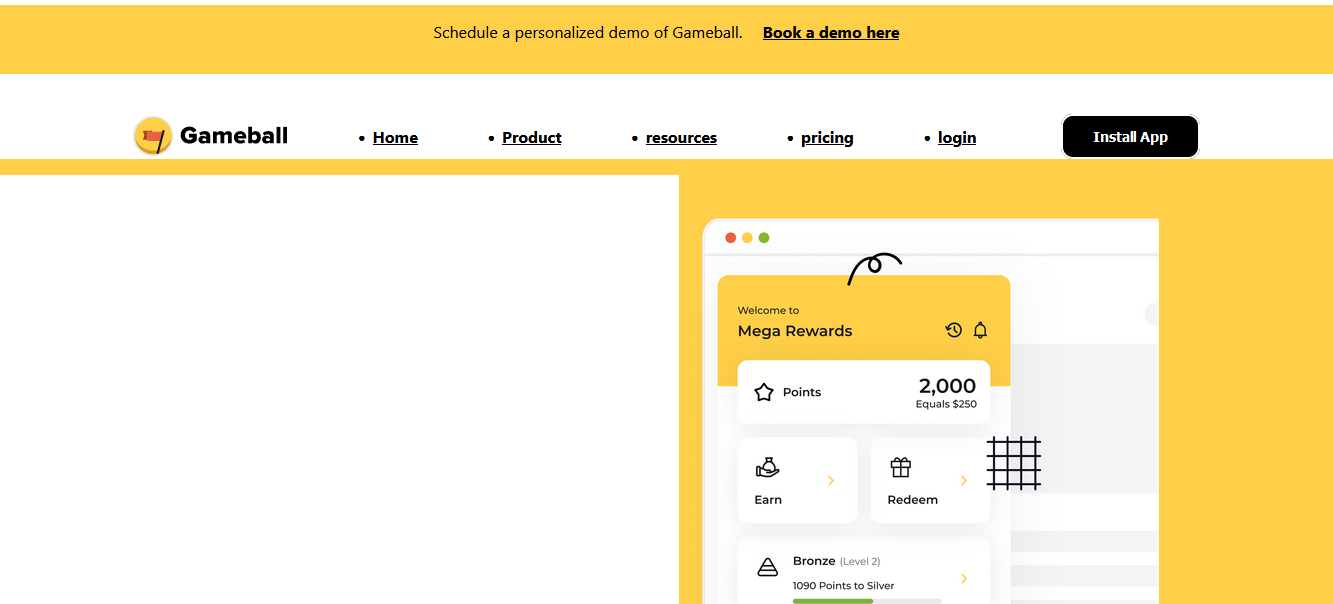 Schedule a personalized demo of Gameball. Book a demo here
Gameball • Home • Product • resources • pricing • login Install App
Welcome to
Mega Rewards
Points 2,000
Equals $250
Earn Redeem
Bronze (Level 2)
1090 Points to Silver